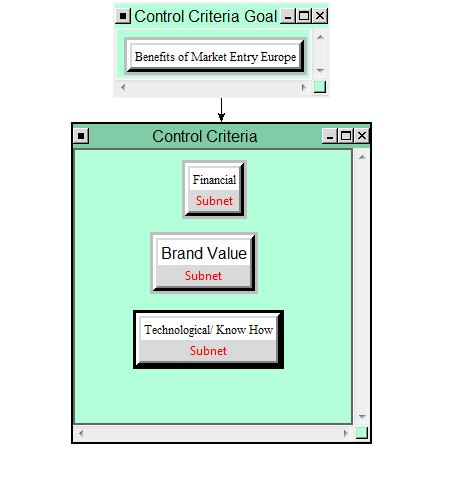 Control Criteria Goal
Benefits of Market Entry Europe
Control Criteria
Financial
Subnet
Brand Value
Subnet
Technological/ Know How
Subnet